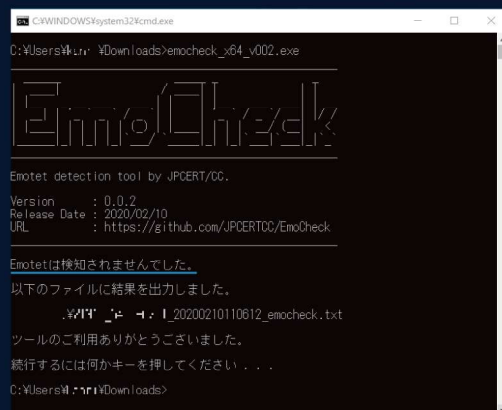 C:¥WINDOWS¥system32¥cmd.exe
C:¥Users¥ ¥Downloads>emocheck_x64_v002.exe
EmoCheck
Emotet detection tool by JPCERT/CC.
Version : 0.0.2
Release Date : 2020/02/10
URL : https://github.com/JPCERTCC/EmoCheck
Emotetは検知されませんでした。
以下のファイルに結果を出力しました。
.¥ _20200210110612_emocheck.txt
ツールのご利用ありがとうございました。
続行するには何かキーを押してください . . .
C:¥Users¥ ¥Downloads>